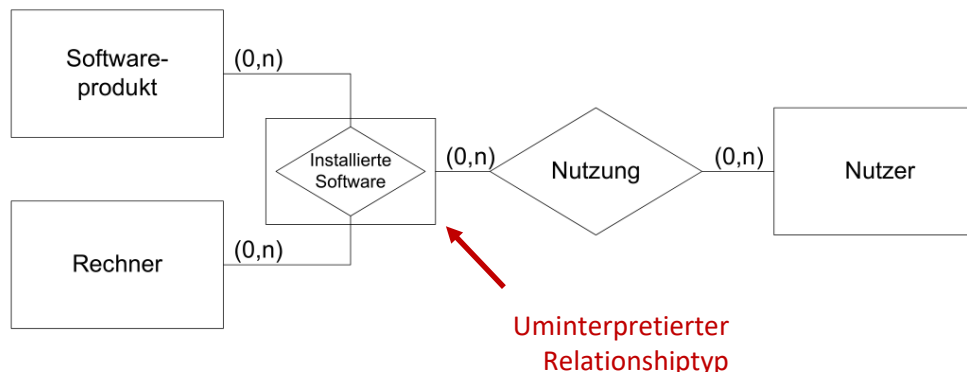 Software-
produkt
(0,n)
Installierte
Software
(0,n)
Nutzung
(0,n)
Nutzer
Rechner
(0,n)
Uminterpretierter
Relationshiptyp